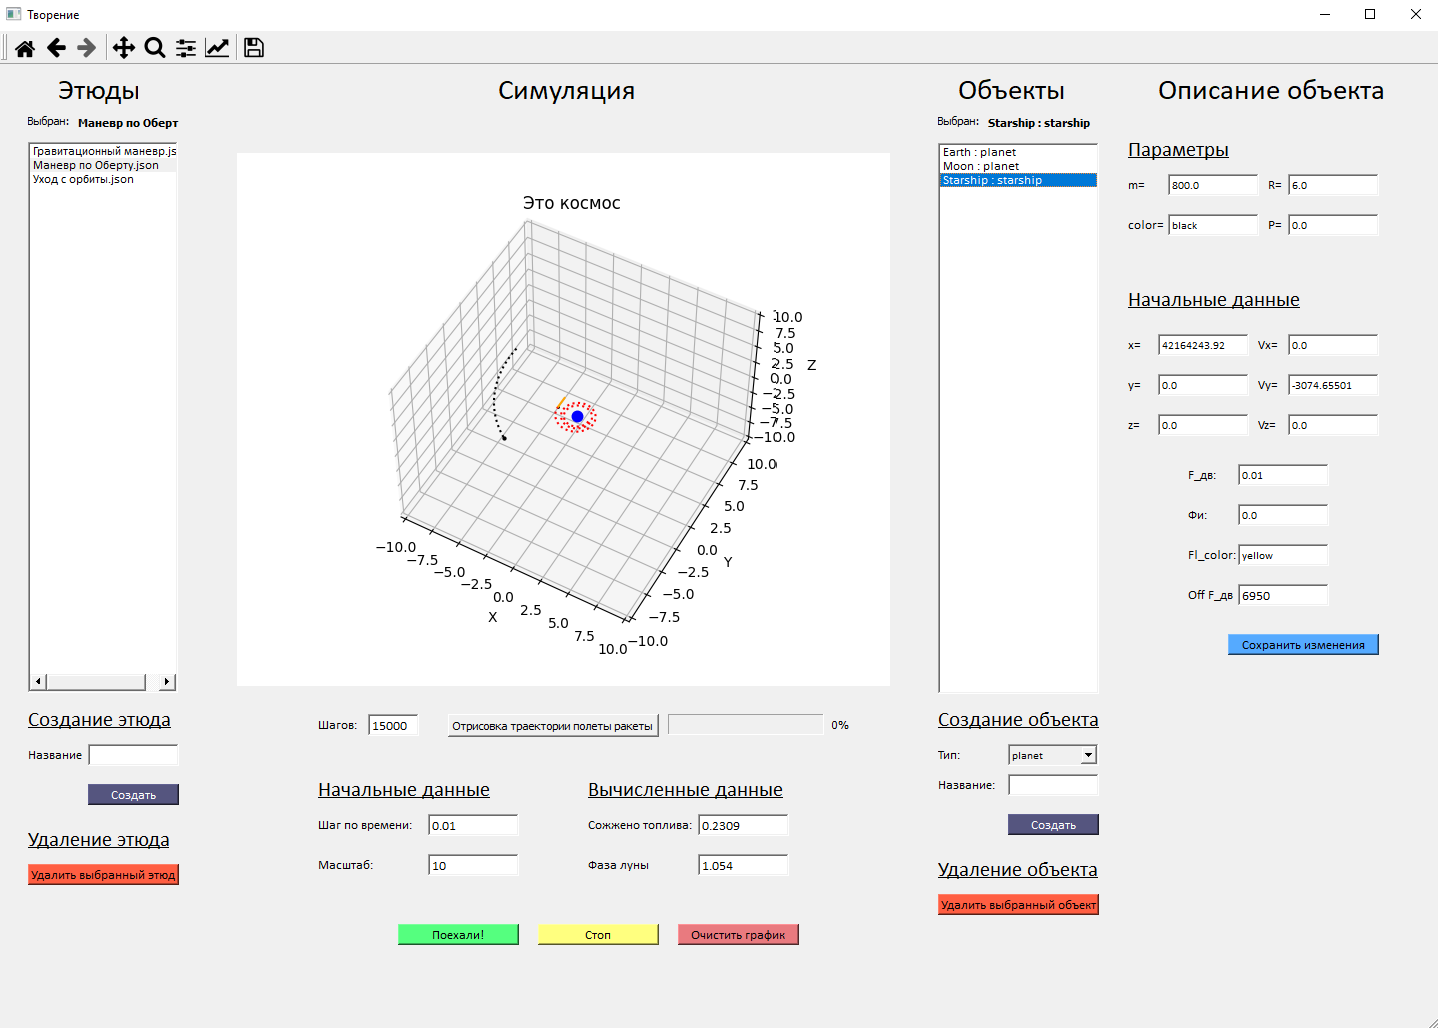 Творение
Этюды
Симуляция
Объекты
Описание объекта
Выбран: Маневр по Оберт
Гравитационный маневр.js
Маневр по Оберту.json
Уход с орбиты.json
Создание этюда
Название
Создать
Удаление этюда
Удалить выбранный этюд
Это космос
10.0
7.5
5.0
2.5
0.0
−2.5
−5.0
−7.5
−10.0
Z
10.0
7.5
5.0
2.5
0.0
−2.5
−5.0
−7.5
−10.0
Y
−10.0
−7.5
−5.0
−2.5
0.0
2.5
5.0
7.5
10.0
X
Шагов: 15000 Отрисовка траектории полеты ракеты 0%
Начальные данные
Шаг по времени: 0.01
Масштаб: 10
Вычисленные данные
Сожжено топлива: 0.2309
Фаза луны 1.054
Поехали! Стоп Очистить график
Выбран: Starship : starship
Earth : planet
Moon : planet
Starship : starship
Создание объекта
Тип: planet
Название:
Создать
Удаление объекта
Удалить выбранный объект
Параметры
m= 800.0 R= 6.0
color= black P= 0.0
Начальные данные
x= 42164243.92 Vx= 0.0
y= 0.0 Vy= -3074.65501
z= 0.0 Vz= 0.0
F_дв: 0.01
Фи: 0.0
Fl_color: yellow
Off F_дв 6950
Сохранить изменения